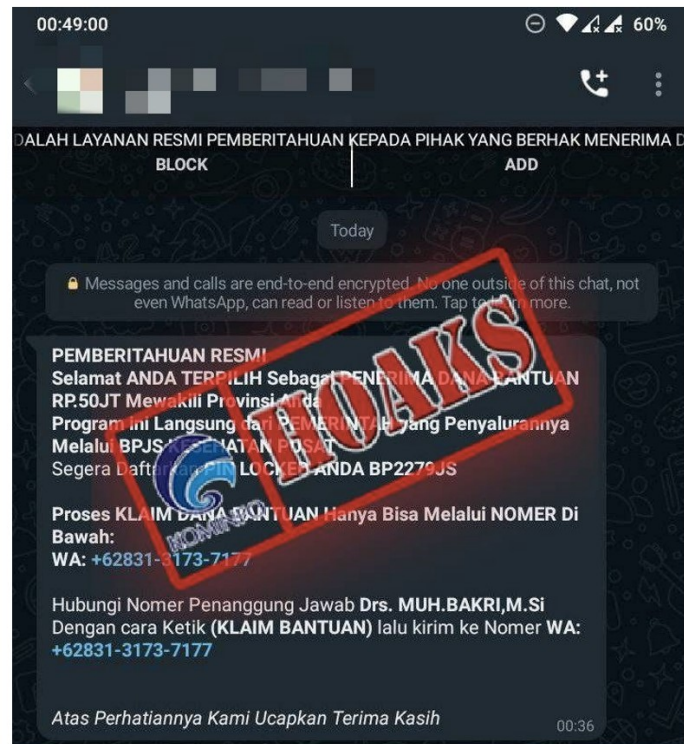 00:49:00
60%
DALAH LAYANAN RESMI PEMBERITAHUAN KEPADA PIHAK YANG BERHAK MENERIMA D
BLOCK ADD
Today
Messages and calls are end-to-end encrypted. No one outside of this chat, not
even WhatsApp, can read or listen to them. Tap to learn more.
PEMBERITAHUAN RESMI
Selamat ANDA TERPILIH Sebagai PENERIMA DANA BANTUAN
RP.50JT Mewakili Provinsi Anda
Program Ini Langsung dari PEMERINTAH yang Penyalurannya
Melalui BPJS KESEHATAN PUSAT
Segera Daftarkan PIN LOCKED ANDA BP2279JS
Proses KLAIM DANA BANTUAN Hanya Bisa Melalui NOMER Di
Bawah:
WA: +62831-3173-7177
Hubungi Nomer Penanggung Jawab Drs. MUH.BAKRI,M.Si
Dengan cara Ketik (KLAIM BANTUAN) lalu kirim ke Nomer WA:
+62831-3173-7177
Atas Perhatiannya Kami Ucapkan Terima Kasih
00:36
HOAKS
KOMINFO